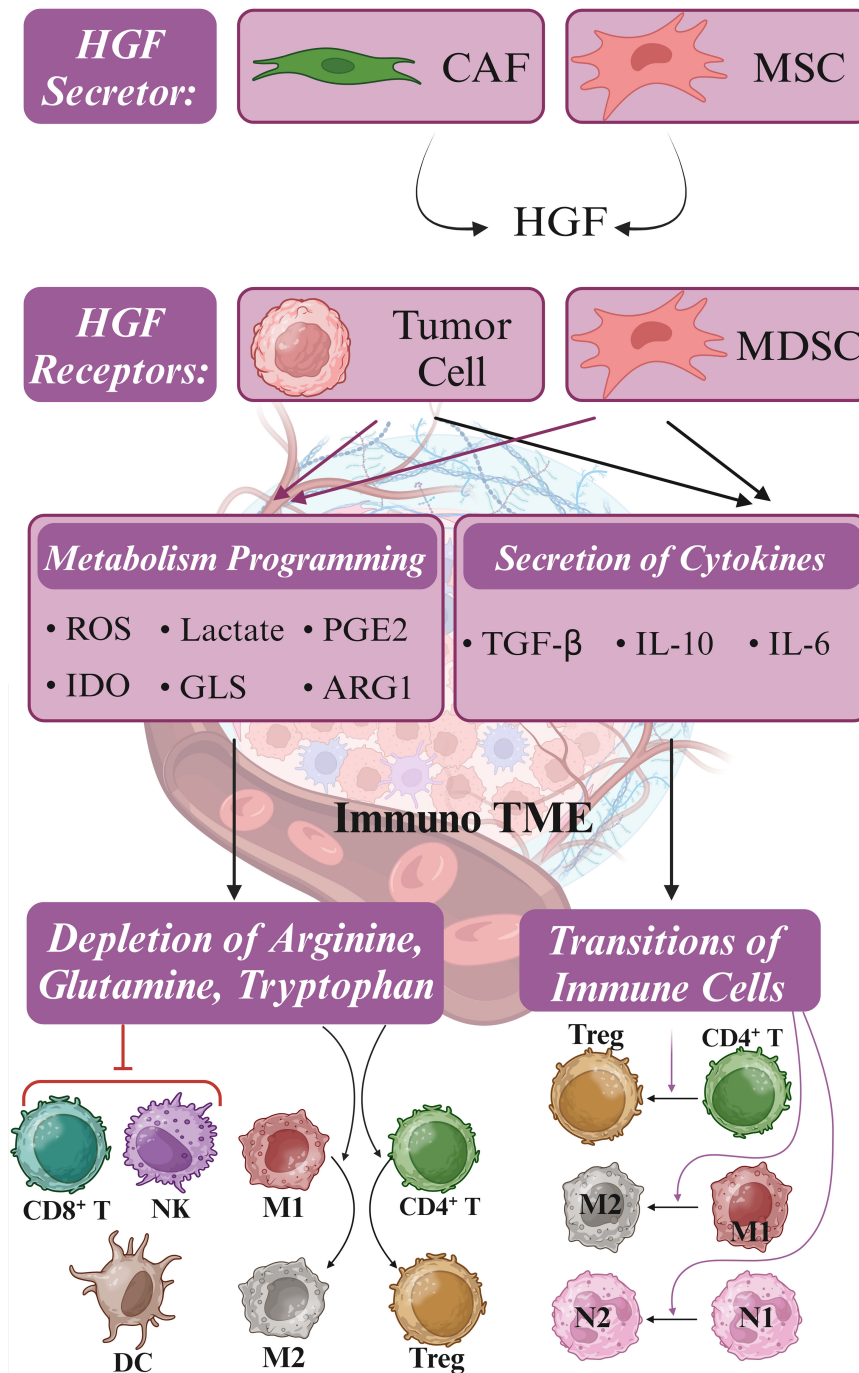 HGF
Secretor:
CAF
MSC
HGF
HGF
Receptors:
Tumor
Cell
MDSC
Metabolism Programming
• ROS • Lactate • PGE2
• IDO • GLS • ARG1
Secretion of Cytokines
• TGF-β • IL-10 • IL-6
Immuno TME
Depletion of Arginine,
Glutamine, Tryptophan
Transitions of
Immune Cells
CD8⁺ T
NK
DC
M1
M2
CD4⁺ T
Treg
Treg
CD4⁺ T
M2
M1
N2
N1